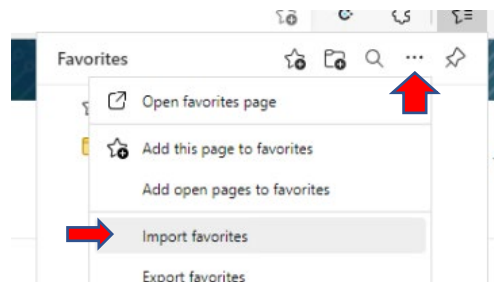 Favorites
Open favorites page
Add this page to favorites
Add open pages to favorites
Import favorites
Export favorites